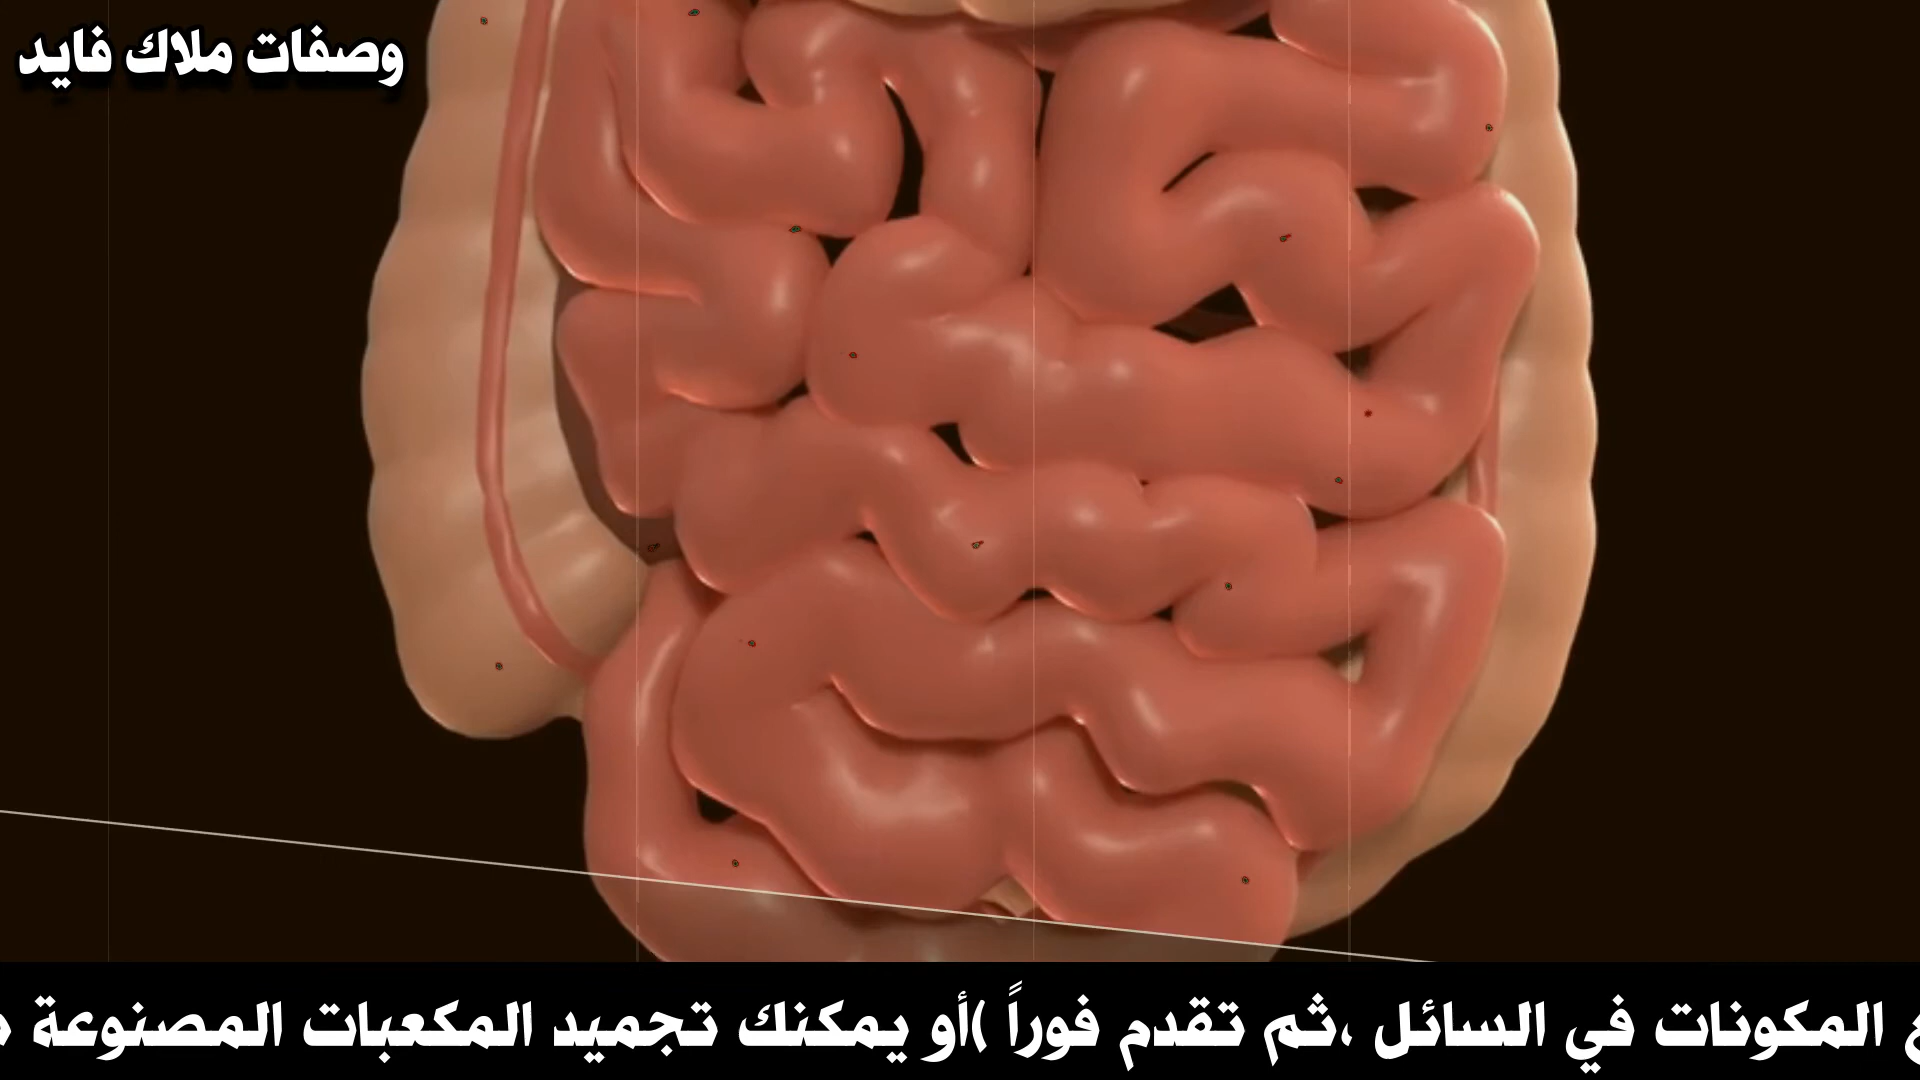 وصفات ملاك فايد
المكونات في السائل ،ثم تقدم فوراً )أو يمكنك تجميد المكعبات المصنوعة